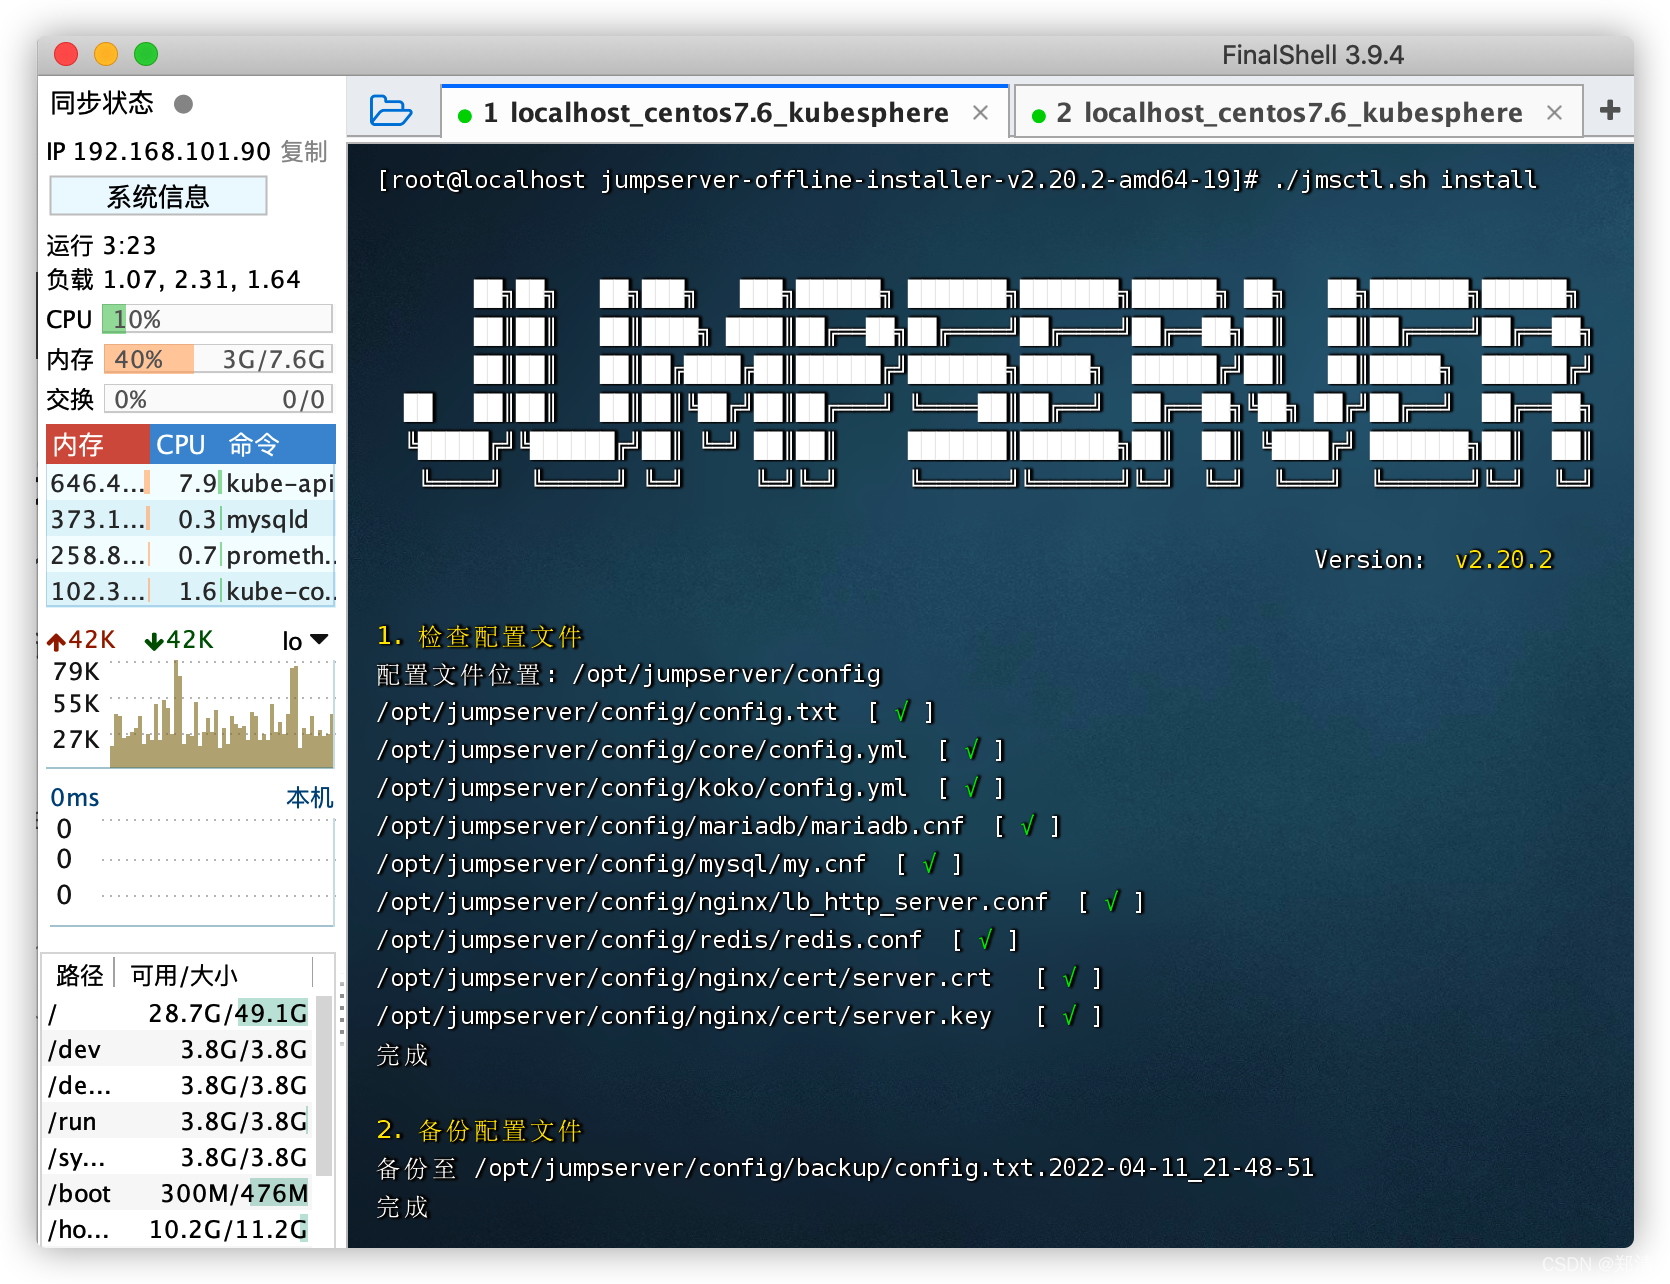 FinalShell 3.9.4
同步状态
IP 192.168.101.90 复制
系统信息
运行 3:23
负载 1.07, 2.31, 1.64
CPU 10%
内存 40% 3G/7.6G
交换 0% 0/0
内存 CPU 命令
646.4... 7.9 kube-api
373.1... 0.3 mysqld
258.8... 0.7 prometh..
102.3... 1.6 kube-co..
42K 42K lo
79K
55K
27K
0ms 本机
0
0
0
路径 可用/大小
/ 28.7G/49.1G
/dev 3.8G/3.8G
/de... 3.8G/3.8G
/run 3.8G/3.8G
/sy... 3.8G/3.8G
/boot 300M/476M
/ho... 10.2G/11.2G
1 localhost_centos7.6_kubesphere ×
2 localhost_centos7.6_kubesphere × +
[root@localhost jumpserver-offline-installer-v2.20.2-amd64-19]# ./jmsctl.sh install
JUMPSERVER
Version: v2.20.2
1. 检查配置文件
配置文件位置: /opt/jumpserver/config
/opt/jumpserver/config/config.txt [ √ ]
/opt/jumpserver/config/core/config.yml [ √ ]
/opt/jumpserver/config/koko/config.yml [ √ ]
/opt/jumpserver/config/mariadb/mariadb.cnf [ √ ]
/opt/jumpserver/config/mysql/my.cnf [ √ ]
/opt/jumpserver/config/nginx/lb_http_server.conf [ √ ]
/opt/jumpserver/config/redis/redis.conf [ √ ]
/opt/jumpserver/config/nginx/cert/server.crt [ √ ]
/opt/jumpserver/config/nginx/cert/server.key [ √ ]
完成
2. 备份配置文件
备份至 /opt/jumpserver/config/backup/config.txt.2022-04-11_21-48-51
完成
CSDN